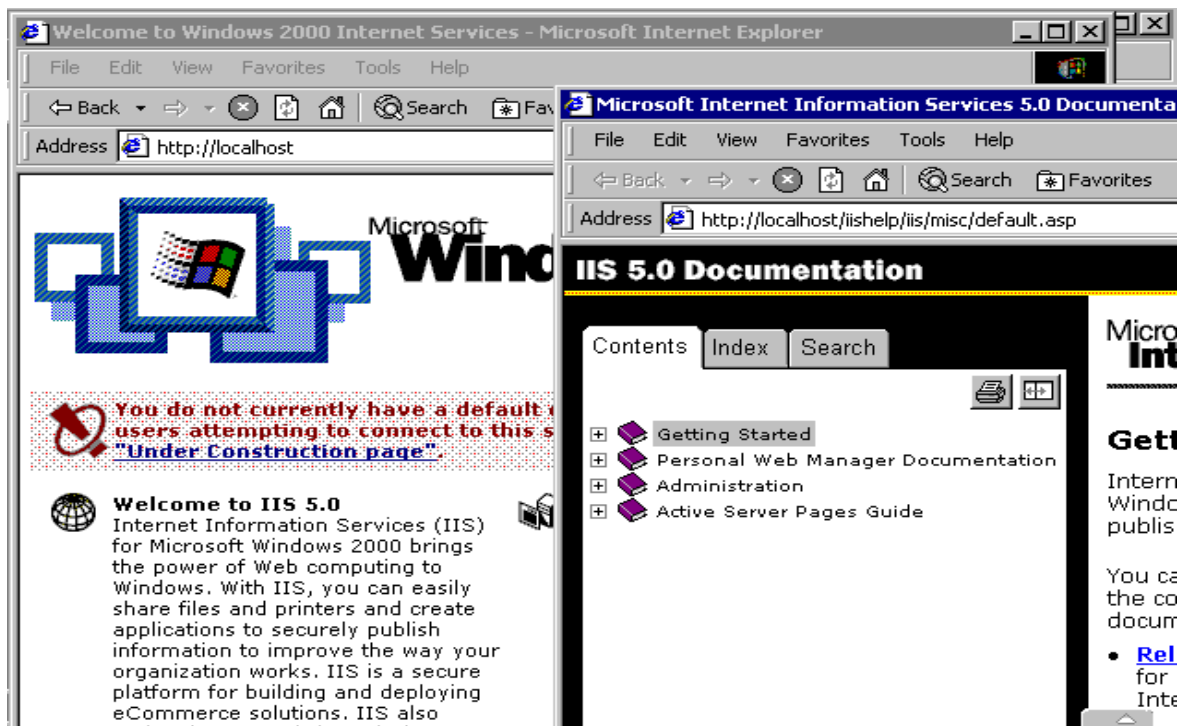 Welcome to Windows 2000 Internet Services - Microsoft Internet Explorer
File Edit View Favorites Tools Help
Back Search
Address http://localhost
Microsoft
You do not currently have a default
users attempting to connect to this
"Under Construction page".
Welcome to IIS 5.0
Internet Information Services (IIS)
for Microsoft Windows 2000 brings
the power of Web computing to
Windows. With IIS, you can easily
share files and printers and create
applications to securely publish
information to improve the way your
organization works. IIS is a secure
platform for building and deploying
eCommerce solutions. IIS also
Microsoft Internet Information Services 5.0
File Edit View Favorites Tools Help
Back Search Favorites
Address http://localhost/iishelp/iis/misc/default.asp
IIS 5.0 Documentation
Contents Index Search
Getting Started
Personal Web Manager Documentation
Administration
Active Server Pages Guide
You
the
for